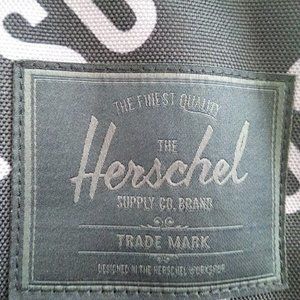 THE FINEST QUALITY
THE
Herschel
SUPPLY CO. BRAND
TRADE MARK
DESIGNED IN THE HERSCHEL WORKSHOP